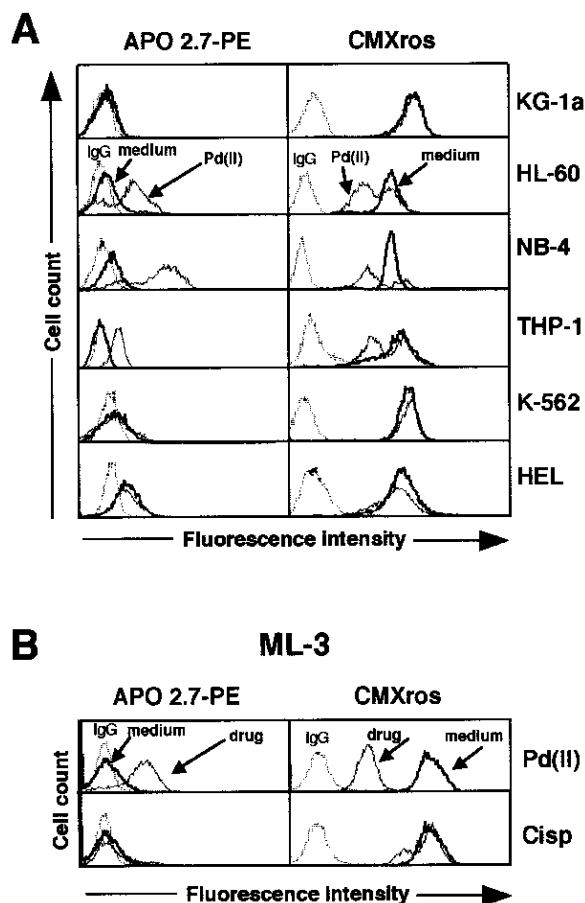 A
APO 2.7-PE CMXros
KG-1a
IgG medium Pd(II) IgG Pd(II) medium
HL-60
NB-4
THP-1
K-562
HEL
Cell count
Fluorescence intensity
B ML-3
APO 2.7-PE CMXros
IgG medium drug IgG drug medium
Pd(II)
Cisp
Cell count
Fluorescence intensity